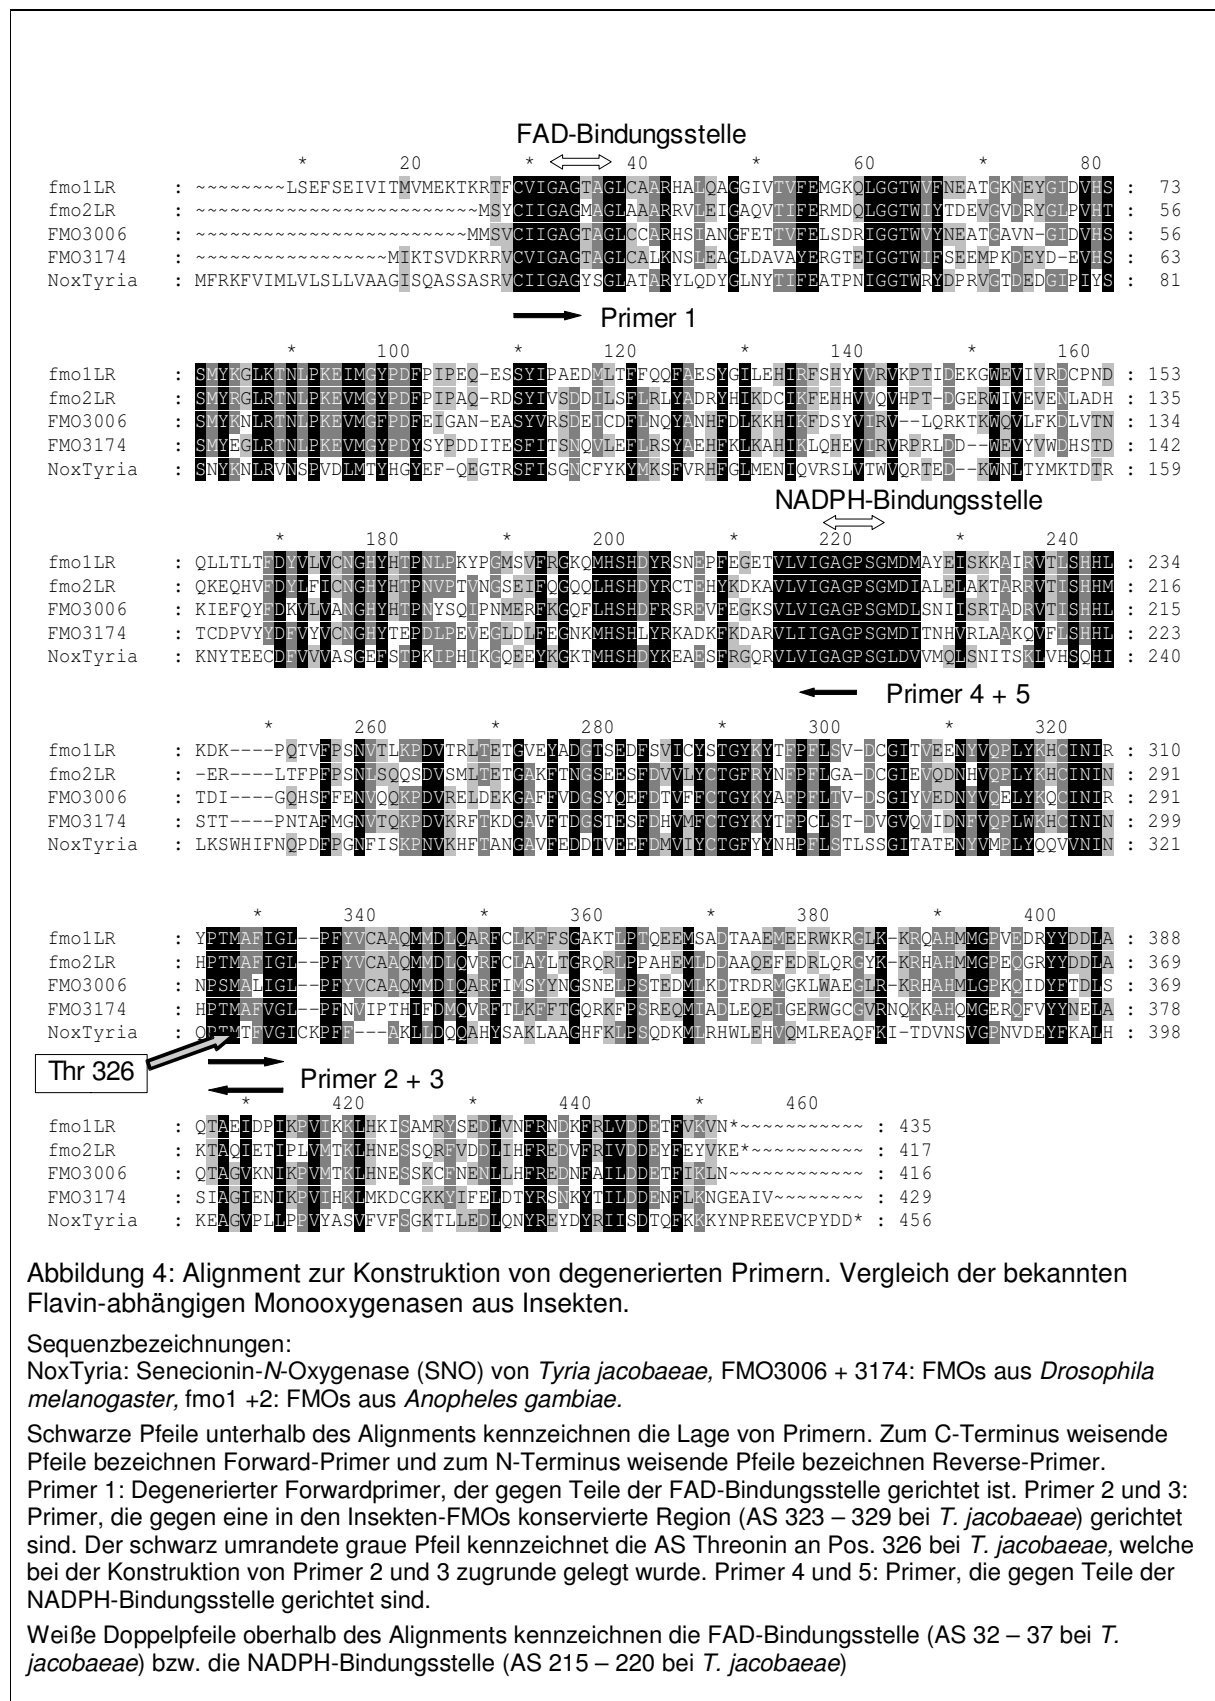 FAD-Bindungsstelle
* 20 * 40 * 60 * 80
fmo1LR : ~~~~~~~~LSEFSEIVITMVMEKTKRTFCVIGAGTAGLCAARHALQAGGIVTVFEMGKQLGGTWVFNEATGKNEYGIDVHS : 73
fmo2LR : ~~~~~~~~~~~~~~~~~~~~~~~~~MSYCIIGAGMAGLAAARRVLEIGAQVTIFERMDQLGGTWIYTDEVGVDRYGLPVHT : 56
FMO3006 : ~~~~~~~~~~~~~~~~~~~~~~~~MMSVCIIGAGTAGLCCARHSIANGFETTVFELSDRIGGTWVYNEATGAVN-GIDVHS : 56
FMO3174 : ~~~~~~~~~~~~~~~~~MIKTSVDKRRVCVIGAGTAGLCALKNSLEAGLDAVAYERGTEIGGTWIFSEEMPKDEYD-EVHS : 63
NoxTyria : MFRKFVIMLVLSLLVAAGISQASSASRVCIIGAGYSGLATARYLQDYGLNYTIFEATPNIGGTWRYDPRVGTDEDGIPIYS : 81
Primer 1
* 100 * 120 * 140 * 160
fmo1LR : SMYKGLKTNLPKEIMGYPDFPIPEQ-ESSYIPAEDMLTFFQQFAESYGILEHIRFSHYVVRVKPTIDEKGWEVIVRDCPND : 153
fmo2LR : SMYRGLRTNLPKEVMGYPDFPIPAQ-RDSYIVSDDILSFLRLYADRYHIKDCIKFEHHVVQVHPT-DGERWIVEVENLADH : 135
FMO3006 : SMYKNLRTNLPKEVMGFPDFEIGAN-EASYVRSDEICDFLNQYANHFDLKKHIKFDSYVIRV--LQRKTKWQVLFKDLVTN : 134
FMO3174 : SMYEGLRTNLPKEVMGYPDYSYPDDITESFITSNQVLEFLRSYAEHFKLKAHIKLQHEVIRVRPRLDD--WEVYVWDHSTD : 142
NoxTyria : SNYKNLRVNSPVDLMTYHGYEF-QEGTRSFISGNCFYKYMKSFVRHFGLMENIQVRSLVTWVQRTED--KWNLTYMKTDTR : 159
NADPH-Bindungsstelle
* 180 * 200 * 220 * 240
fmo1LR : QLLTLTFDYVLVCNGHYHTPNLPKYPGMSVFRGKQMHSHDYRSNEPFEGETVLVIGAGPSGMDMAYEISKKAIRVTLSHHL : 234
fmo2LR : QKEQHVFDYLFICNGHYHTPNVPTVNGSEIFQGQQLHSHDYRCTEHYKDKAVLVIGAGPSGMDIALELAKTARRVTISHHM : 216
FMO3006 : KIEFQYFDKVLVANGHYHTPNYSQIPNMERFKGQFLHSHDFRSREVFEGKSVLVIGAGPSGMDLSNIISRTADRVTISHHL : 215
FMO3174 : TCDPVYYDFVYVCNGHYTEPDLPEVEGLDLFEGNKMHSHLYRKADKFKDARVLIIGAGPSGMDITNHVRLAAKQVFLSHHL : 223
NoxTyria : KNYTEECDFVVVASGEFSTPKIPHIKGQEEYKGKTMHSHDYKEAESFRGQRVLVIGAGPSGLDVVMQLSNITSKLVHSQHI : 240
Primer 4 + 5
* 260 * 280 * 300 * 320
fmo1LR : KDK----PQTVFPSNVTLKPDVTRLTETGVEYADGTSEDFSVICYSTGYKYTFPFLSV-DCGITVEENYVQPLYKHCINIR : 310
fmo2LR : -ER----LTFPFPSNLSQQSDVSMLTETGAKFTNGSEESFDVVLYCTGFRYNFPFLGA-DCGIEVQDNHVQPLYKHCININ : 291
FMO3006 : TDI----GQHSFFENVQQKPDVRELDEKGAFFVDGSYQEFDTVFFCTGYKYAFPFLTV-DSGIYVEDNYVQELYKQCINIR : 291
FMO3174 : STT----PNTAFMGNVTQKPDVKRFTKDGAVFTDGSTESFDHVMFCTGYKYTFPCLST-DVGVQVIDNFVQPLWKHCININ : 299
NoxTyria : LKSWHIFNQPDFPGNFISKPNVKHFTANGAVFEDDTVEEFDMVIYCTGFYYNHPFLSTLSSGITATENYVMPLYQQVVNIN : 321
* 340 * 360 * 380 * 400
fmo1LR : YPTMAFIGL--PFYVCAAQMMDLQARFCLKFFSGAKTLPTQEEMSADTAAEMEERWKRGLK-KRQAHMMGPVEDRYYDDLA : 388
fmo2LR : HPTMAFIGL--PFYVCAAQMMDLQVRFCLAYLTGRQRLPPAHEMLDDAAQEFEDRLQRGYK-KRHAHMMGPEQGRYYDDLA : 369
FMO3006 : NPSMALIGL--PFYVCAAQMMDIQARFIMSYYNGSNELPSTEDMLKDTRDRMGKLWAEGLR-KRHAHMLGPKQIDYFTDLS : 369
FMO3174 : HPTMAFVGL--PFNVIPTHIFDMQVRFTLKFFTGQRKFPSREQMIADLEQEIGERWGCGVRNQKKAHQMGERQFVYYNELA : 378
NoxTyria : QPTMTFVGICKPFF---AKLLDQQAHYSAKLAAGHFKLPSQDKMLRHWLEHVQMLREAQFKI-TDVNSVGPNVDEYFKALH : 398
Thr 326
Primer 2 + 3
* 420 * 440 * 460
fmo1LR : QTAEIDPIKPVIKKLHKISAMRYSEDLVNFRNDKFRLVDDETFVKVN*~~~~~~~~~~~ : 435
fmo2LR : KTAQIETIPLVMTKLHNESSQRFVDDLIHFREDVFRIVDDEYFEYVKE*~~~~~~~~~~ : 417
FMO3006 : QTAGVKNIKPVMTKLHNESSKCFNENLLHFREDNFAILDDETFIKLN~~~~~~~~~~~~ : 416
FMO3174 : SIAGIENIKPVIHKLMKDCGKKYIFELDTYRSNKYTILDDENFLKNGEAIV~~~~~~~~ : 429
NoxTyria : KEAGVPLLPPVYASVFVFSGKTLLEDLQNYREYDYRIISDTQFKKKYNPREEVCPYDD* : 456
Abbildung 4: Alignment zur Konstruktion von degenerierten Primern. Vergleich der bekannten
Flavin-abhängigen Monooxygenasen aus Insekten.
Sequenzbezeichnungen:
NoxTyria: Senecionin-N-Oxygenase (SNO) von Tyria jacobaeae, FMO3006 + 3174: FMOs aus Drosophila
melanogaster, fmo1 +2: FMOs aus Anopheles gambiae.
Schwarze Pfeile unterhalb des Alignments kennzeichnen die Lage von Primern. Zum C-Terminus weisende
Pfeile bezeichnen Forward-Primer und zum N-Terminus weisende Pfeile bezeichnen Reverse-Primer.
Primer 1: Degenerierter Forwardprimer, der gegen Teile der FAD-Bindungsstelle gerichtet ist. Primer 2 und 3:
Primer, die gegen eine in den Insekten-FMOs konservierte Region (AS 323 – 329 bei T. jacobaeae) gerichtet
sind. Der schwarz umrandete graue Pfeil kennzeichnet die AS Threonin an Pos. 326 bei T. jacobaeae, welche
bei der Konstruktion von Primer 2 und 3 zugrunde gelegt wurde. Primer 4 und 5: Primer, die gegen Teile der
NADPH-Bindungsstelle gerichtet sind.
Weiße Doppelpfeile oberhalb des Alignments kennzeichnen die FAD-Bindungsstelle (AS 32 – 37 bei T.
jacobaeae) bzw. die NADPH-Bindungsstelle (AS 215 – 220 bei T. jacobaeae)